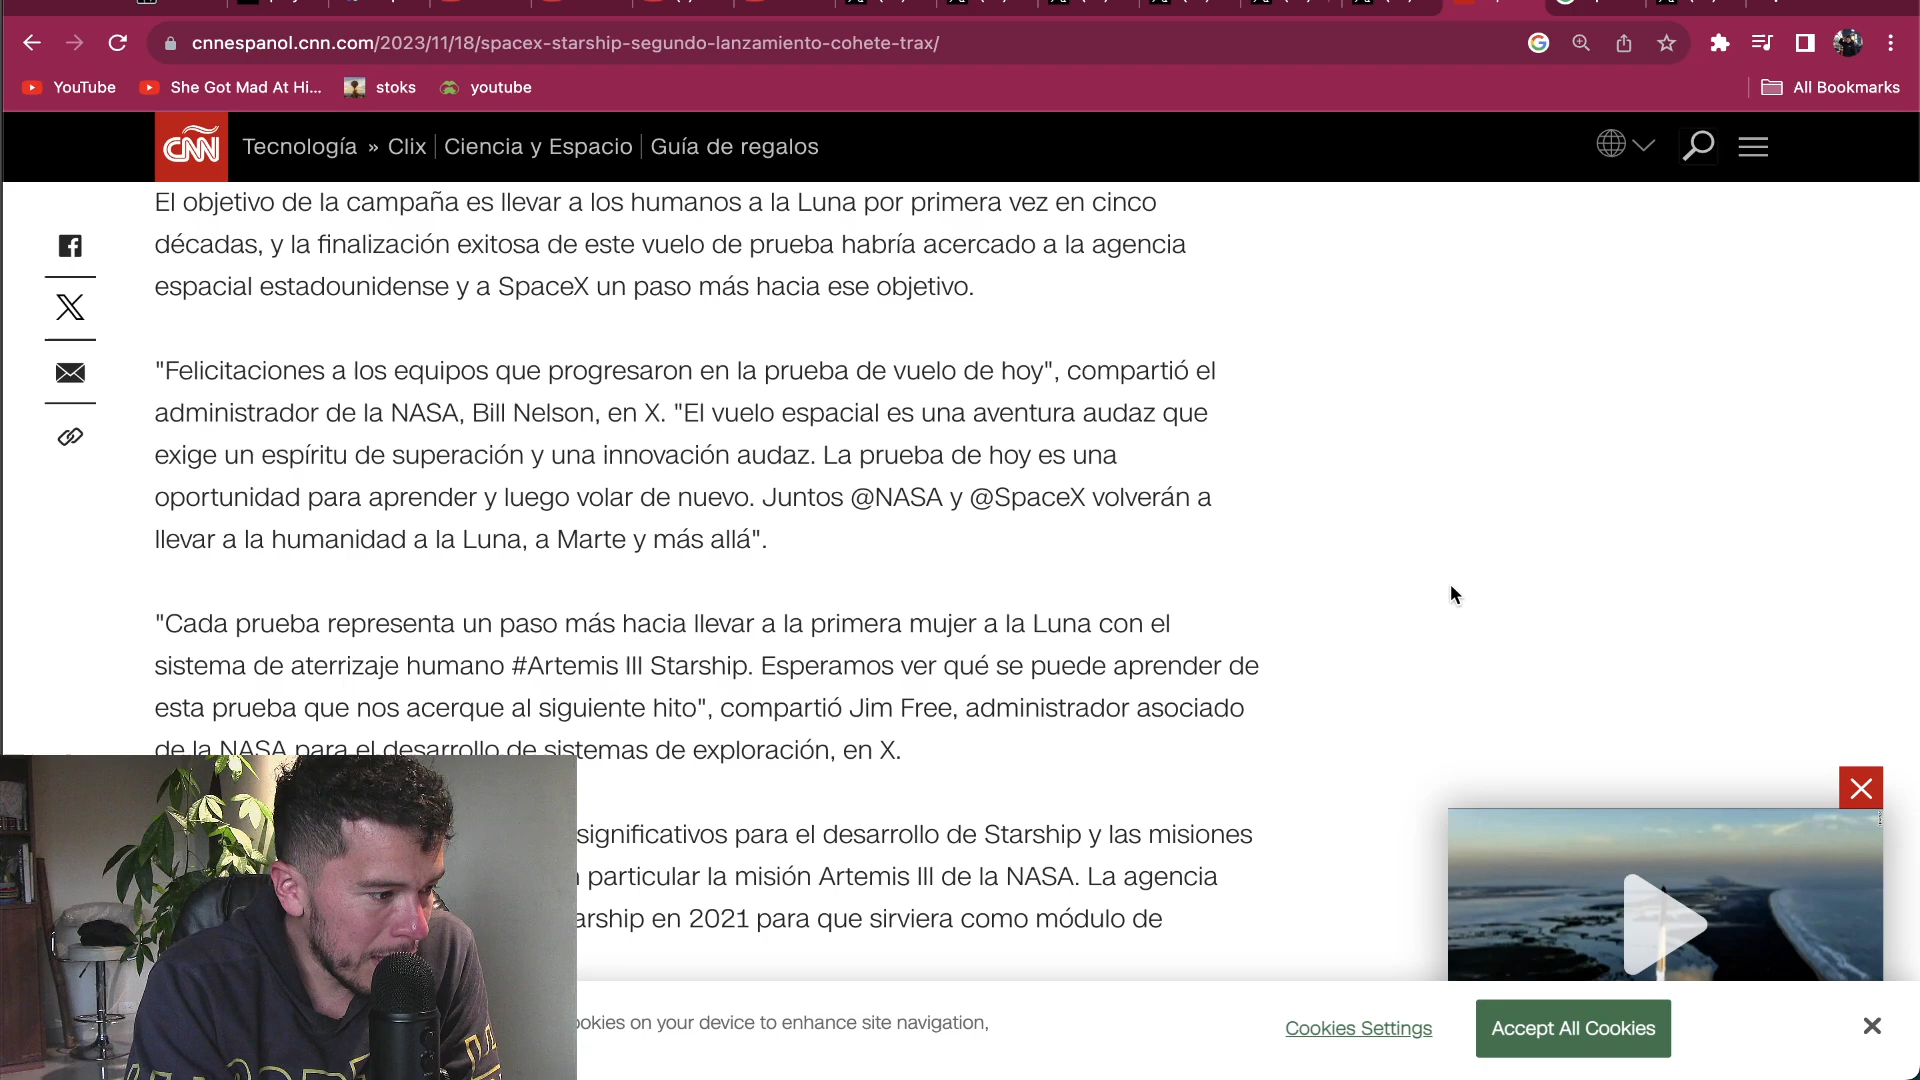 cnnespanol.cnn.com/2023/11/18/spacex-starship-segundo-lanzamiento-cohete-trax/
YouTube She Got Mad At Hi... stoks youtube All Bookmarks
CNN Tecnología » Clix Ciencia y Espacio Guía de regalos
El objetivo de la campaña es llevar a los humanos a la Luna por primera vez en cinco
décadas, y la finalización exitosa de este vuelo de prueba habría acercado a la agencia
espacial estadounidense y a SpaceX un paso más hacia ese objetivo.
"Felicitaciones a los equipos que progresaron en la prueba de vuelo de hoy", compartió el
administrador de la NASA, Bill Nelson, en X. "El vuelo espacial es una aventura audaz que
exige un espíritu de superación y una innovación audaz. La prueba de hoy es una
oportunidad para aprender y luego volar de nuevo. Juntos @NASA y @SpaceX volverán a
llevar a la humanidad a la Luna, a Marte y más allá".
"Cada prueba representa un paso más hacia llevar a la primera mujer a la Luna con el
sistema de aterrizaje humano #Artemis III Starship. Esperamos ver qué se puede aprender de
esta prueba que nos acerque al siguiente hito", compartió Jim Free, administrador asociado
de la NASA para el desarrollo de sistemas de exploración, en X.
significativos para el desarrollo de Starship y las misiones
particular la misión Artemis III de la NASA. La agencia
arship en 2021 para que sirviera como módulo de
ookies on your device to enhance site navigation,
Cookies Settings
Accept All Cookies